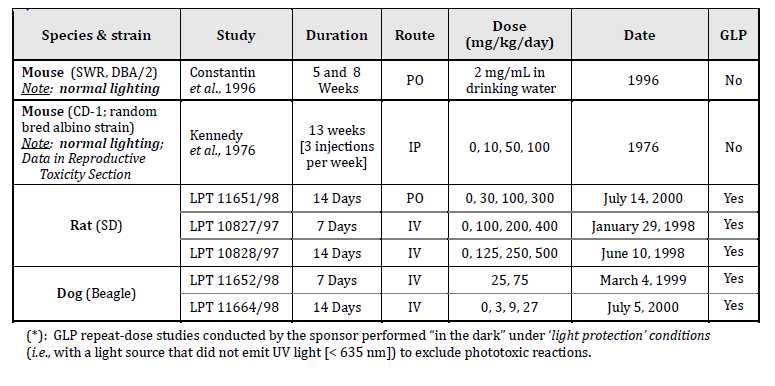 Species & strain Study Duration Route Dose (mg/kg/day) Date GLP
Mouse (SWR, DBA/2)
Note: normal lighting
Constantin
et al., 1996
5 and 8
Weeks
PO
2 mg/mL in
drinking water
1996
No
Mouse (CD-1; random
bred albino strain)
Note: normal lighting;
Data in Reproductive
Toxicity Section
Kennedy
et al., 1976
13 weeks
[3 injections
per week]
IP
0, 10, 50, 100
1976
No
Rat (SD)
LPT 11651/98 14 Days PO 0, 30, 100, 300 July 14, 2000 Yes
LPT 10827/97 7 Days IV 0, 100, 200, 400 January 29, 1998 Yes
LPT 10828/97 14 Days IV 0, 125, 250, 500 June 10, 1998 Yes
Dog (Beagle)
LPT 11652/98 7 Days IV 25, 75 March 4, 1999 Yes
LPT 11664/98 14 Days IV 0, 3, 9, 27 July 5, 2000 Yes
(*): GLP repeat-dose studies conducted by the sponsor performed “in the dark” under ‘light protection’ conditions
(i.e., with a light source that did not emit UV light [< 635 nm]) to exclude phototoxic reactions.